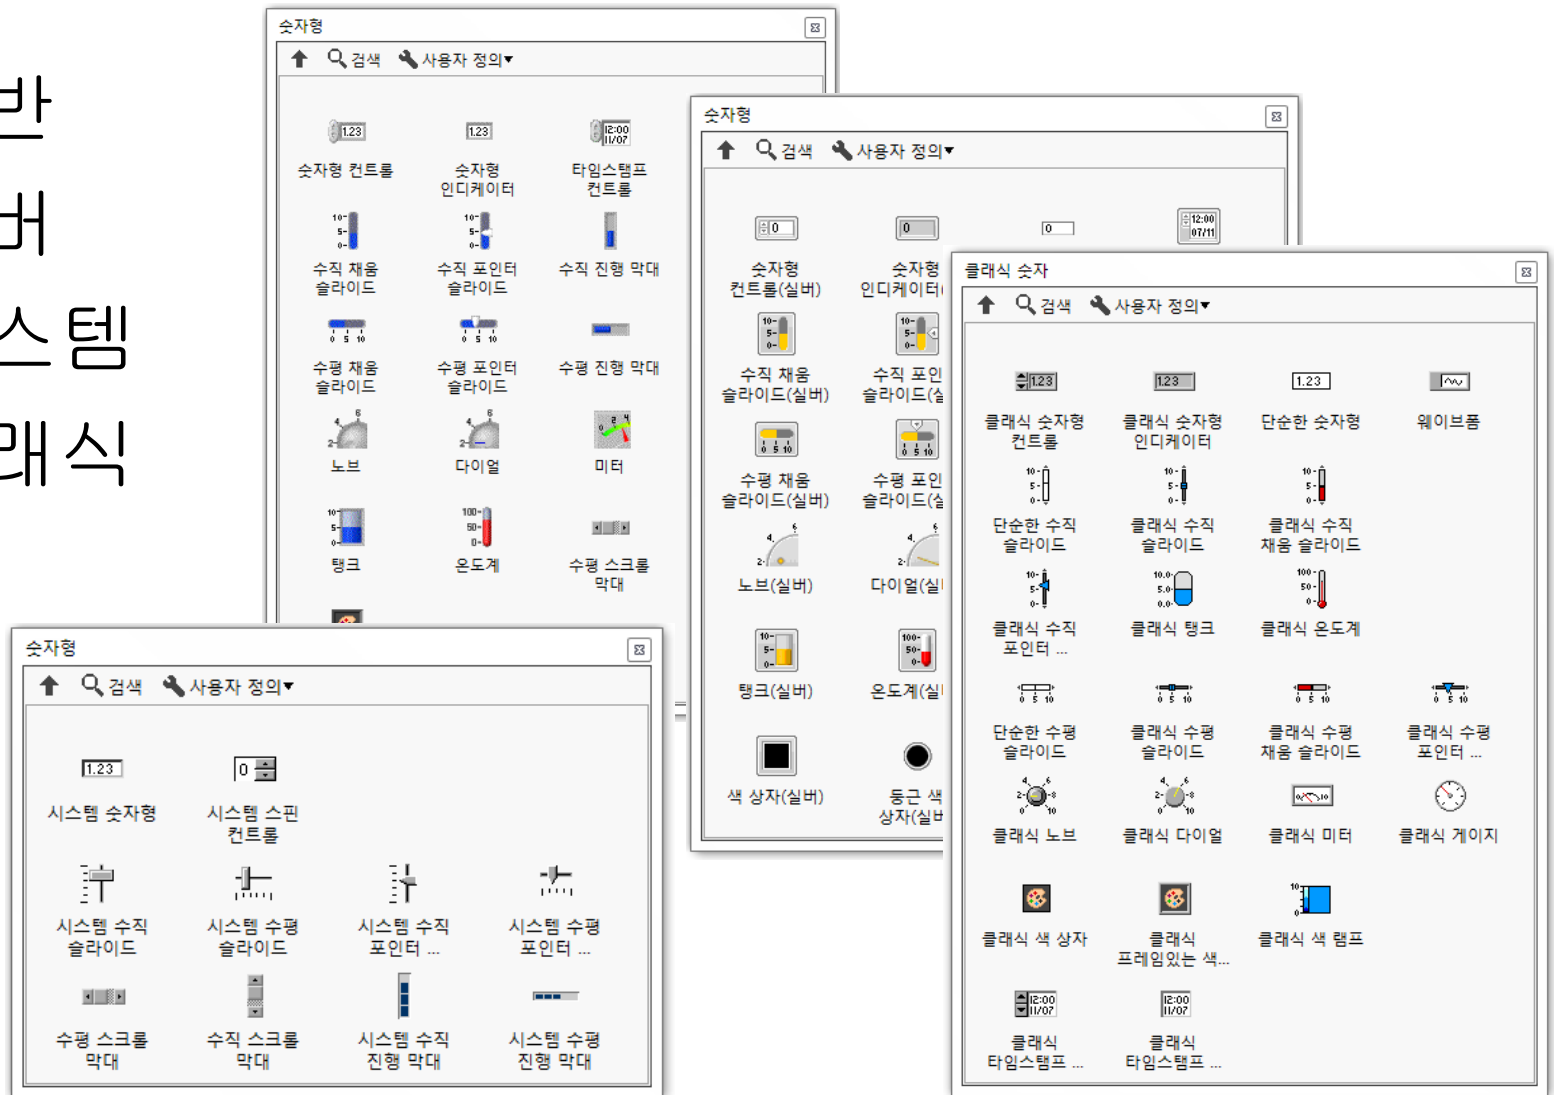 반
버
스템
래식
숫자형
검색 사용자 정의▾
숫자형 컨트롤 숫자형 인디케이터 타임스탬프 컨트롤
수직 채움 슬라이드 수직 포인터 슬라이드 수직 진행 막대
수평 채움 슬라이드 수평 포인터 슬라이드 수평 진행 막대
노브 다이얼 미터
탱크 온도계 수평 스크롤 막대
숫자형
검색 사용자 정의▾
숫자형 컨트롤(실버) 숫자형 인디케이터(
수직 채움 슬라이드(실버) 수직 포인 슬라이드(실
수평 채움 슬라이드(실버) 수평 포인 슬라이드(실
노브(실버) 다이얼(실
탱크(실버) 온도계(실
색 상자(실버) 둥근 색 상자(실버
클래식 숫자
검색 사용자 정의▾
클래식 숫자형 컨트롤 클래식 숫자형 인디케이터 단순한 숫자형 웨이브폼
단순한 수직 슬라이드 클래식 수직 슬라이드 클래식 수직 채움 슬라이드
클래식 수직 포인터 ... 클래식 탱크 클래식 온도계
단순한 수평 슬라이드 클래식 수평 슬라이드 클래식 수평 채움 슬라이드 클래식 수평 포인터 ...
클래식 노브 클래식 다이얼 클래식 미터 클래식 게이지
클래식 색 상자 클래식 프레임있는 색... 클래식 색 램프
클래식 타임스탬프 ... 클래식 타임스탬프 ...
숫자형
검색 사용자 정의▾
시스템 숫자형 시스템 스핀 컨트롤
시스템 수직 슬라이드 시스템 수평 슬라이드 시스템 수직 포인터 ... 시스템 수평 포인터 ...
수평 스크롤 막대 수직 스크롤 막대 시스템 수직 진행 막대 시스템 수평 진행 막대